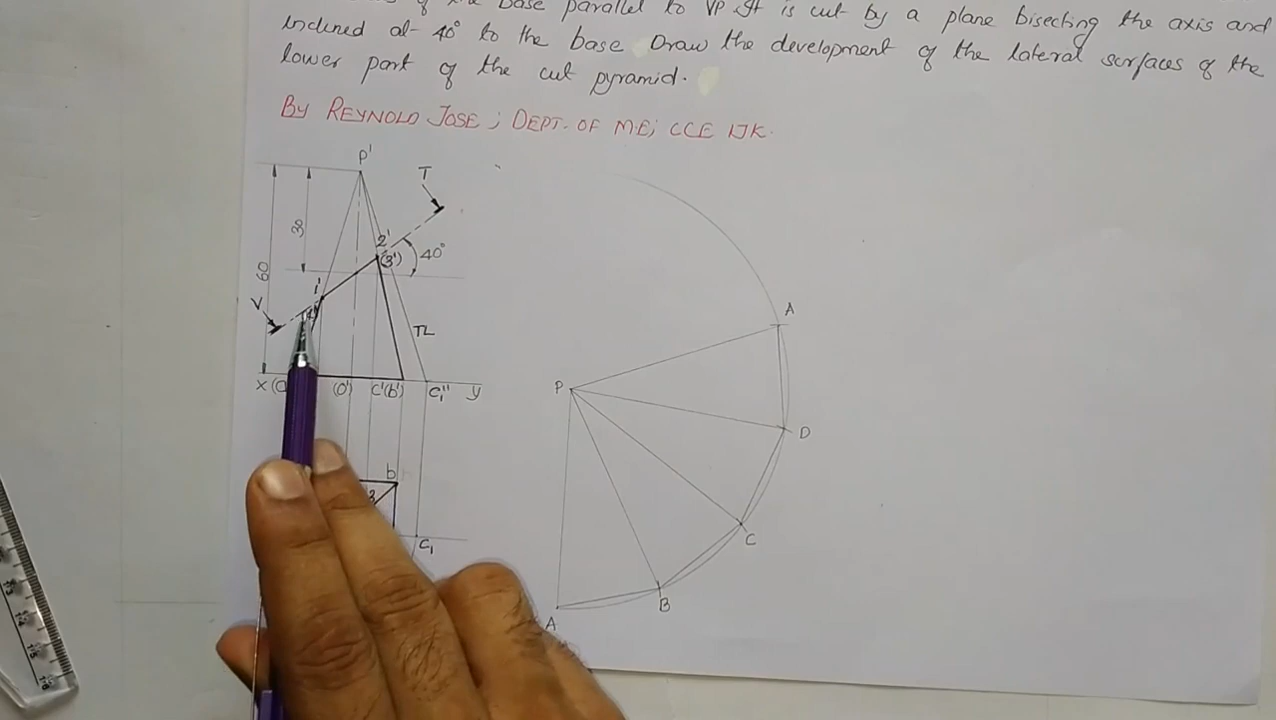 base parallel to VP. It is cut by a plane bisecting the axis and
inclined at 40° to the base. Draw the development of the lateral surfaces of the
lower part of the cut pyramid.
By REYNOLD JOSE; DEPT. OF M.E; CCE IJK.
p'
T
30
2'
(3')
40°
60
1'
V
TL
X
(o')
c'(b')
c₁"
y
b
3
c₁
A
P
D
C
B
A